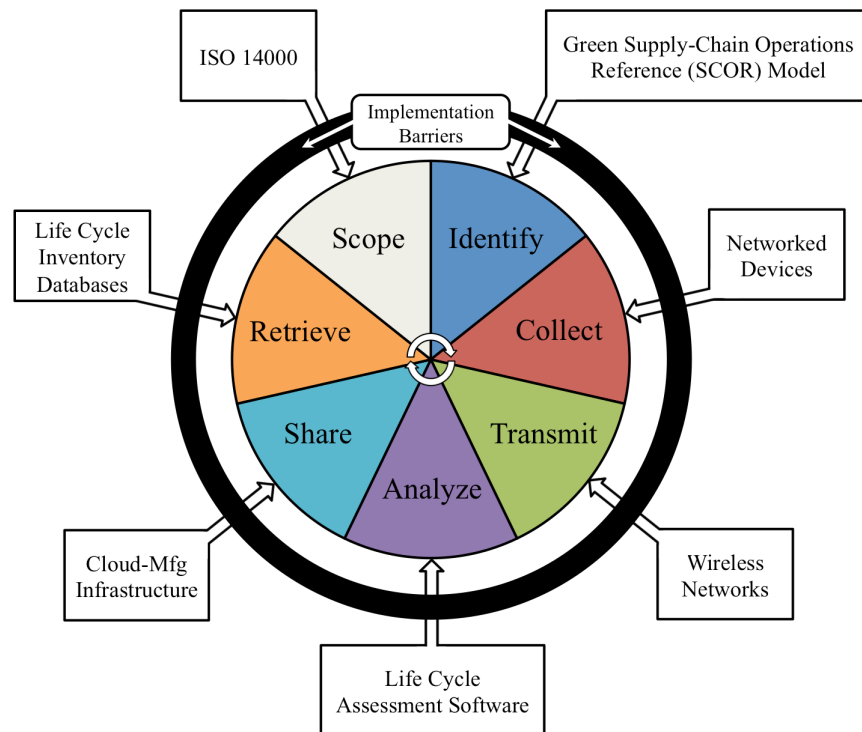 ISO 14000
Green Supply-Chain Operations
Reference (SCOR) Model
Implementation
Barriers
Scope
Identify
Life Cycle
Inventory
Databases
Networked
Devices
Retrieve
Collect
Share
Transmit
Analyze
Cloud-Mfg
Infrastructure
Wireless
Networks
Life Cycle
Assessment Software